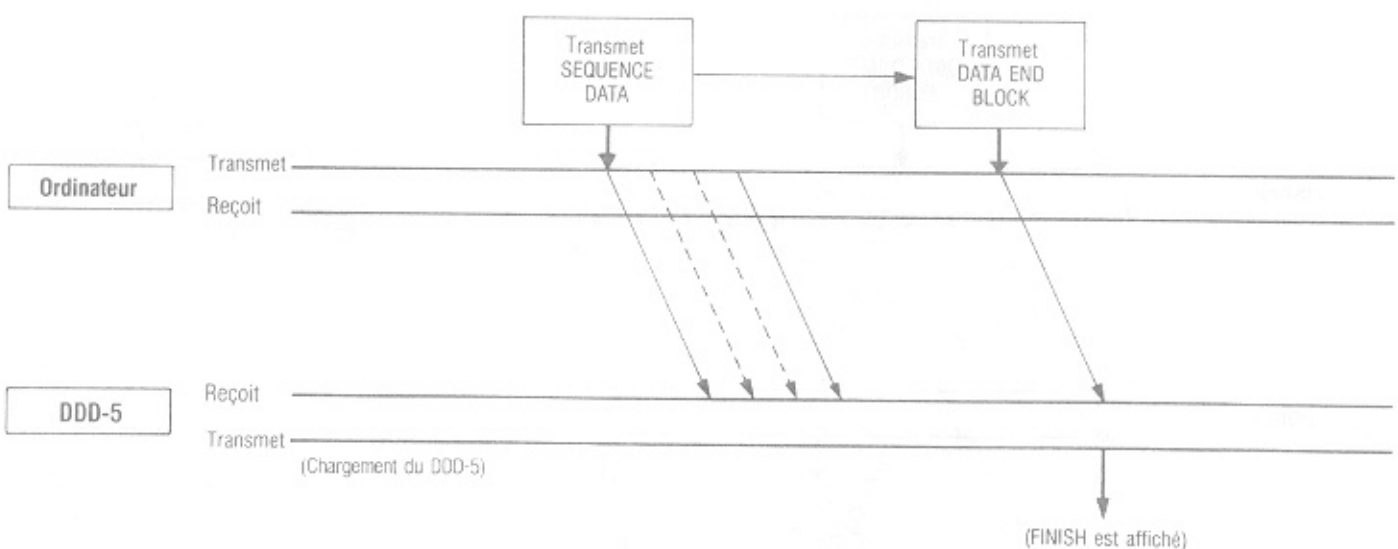 Transmet
SEQUENCE
DATA
Transmet
DATA END
BLOCK
Ordinateur
Transmet
Reçoit
DDD-5
Reçoit
Transmet
(Chargement du DDD-5)
(FINISH est affiché)